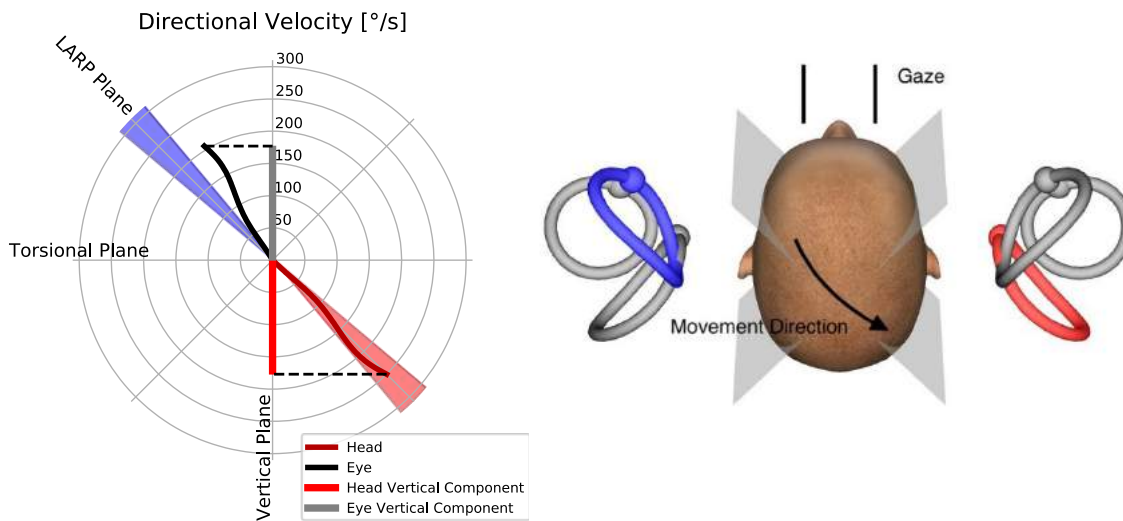 Directional Velocity [°/s]
LARP Plane
300
250
200
150
100
50
Torsional Plane
Vertical Plane
Head
Eye
Head Vertical Component
Eye Vertical Component
Gaze
Movement Direction